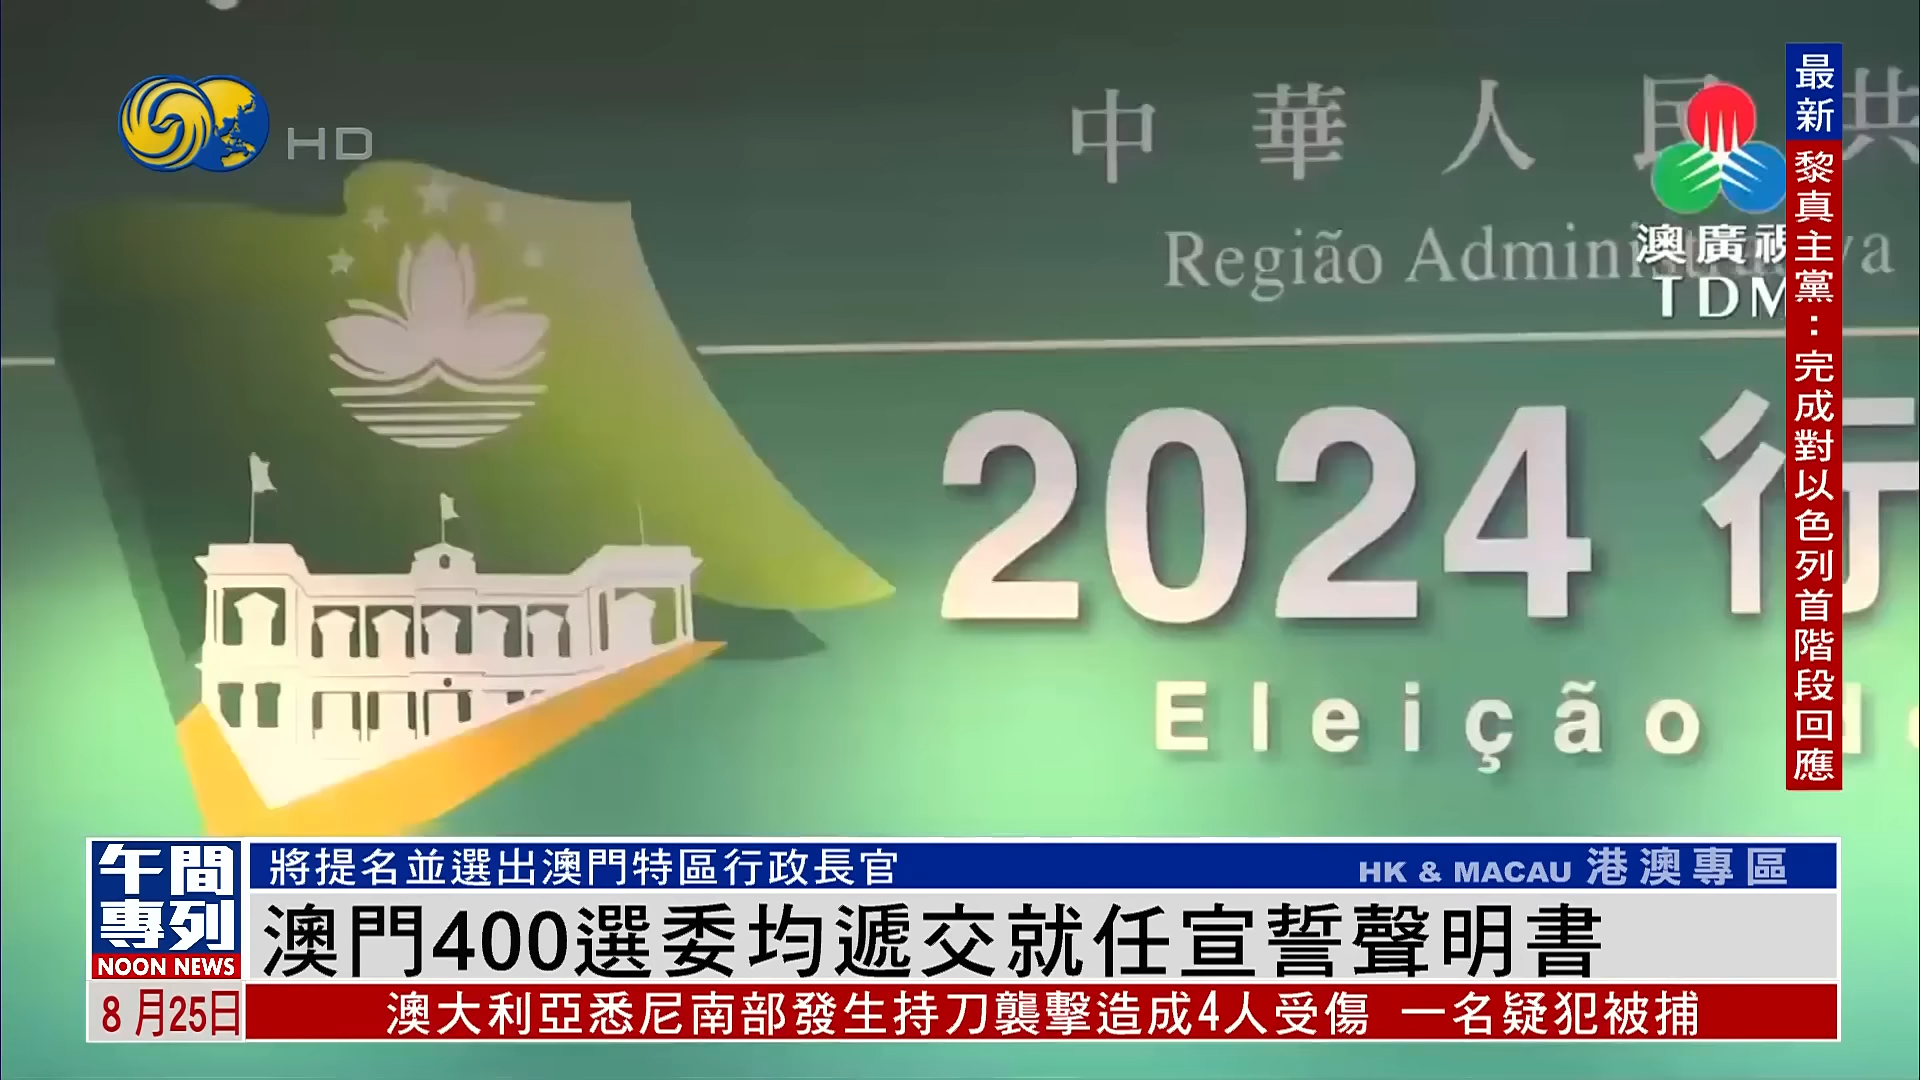 HD
中華人民共
Região Administrativa
澳廣視
TDM
2024 行
Eleição
最新
黎真主黨：完成對以色列首階段回應
午間
專列
NOON NEWS
將提名並選出澳門特區行政長官
HK & MACAU 港澳專區
澳門400選委均遞交就任宣誓聲明書
8月25日
澳大利亞悉尼南部發生持刀襲擊造成4人受傷 一名疑犯被捕